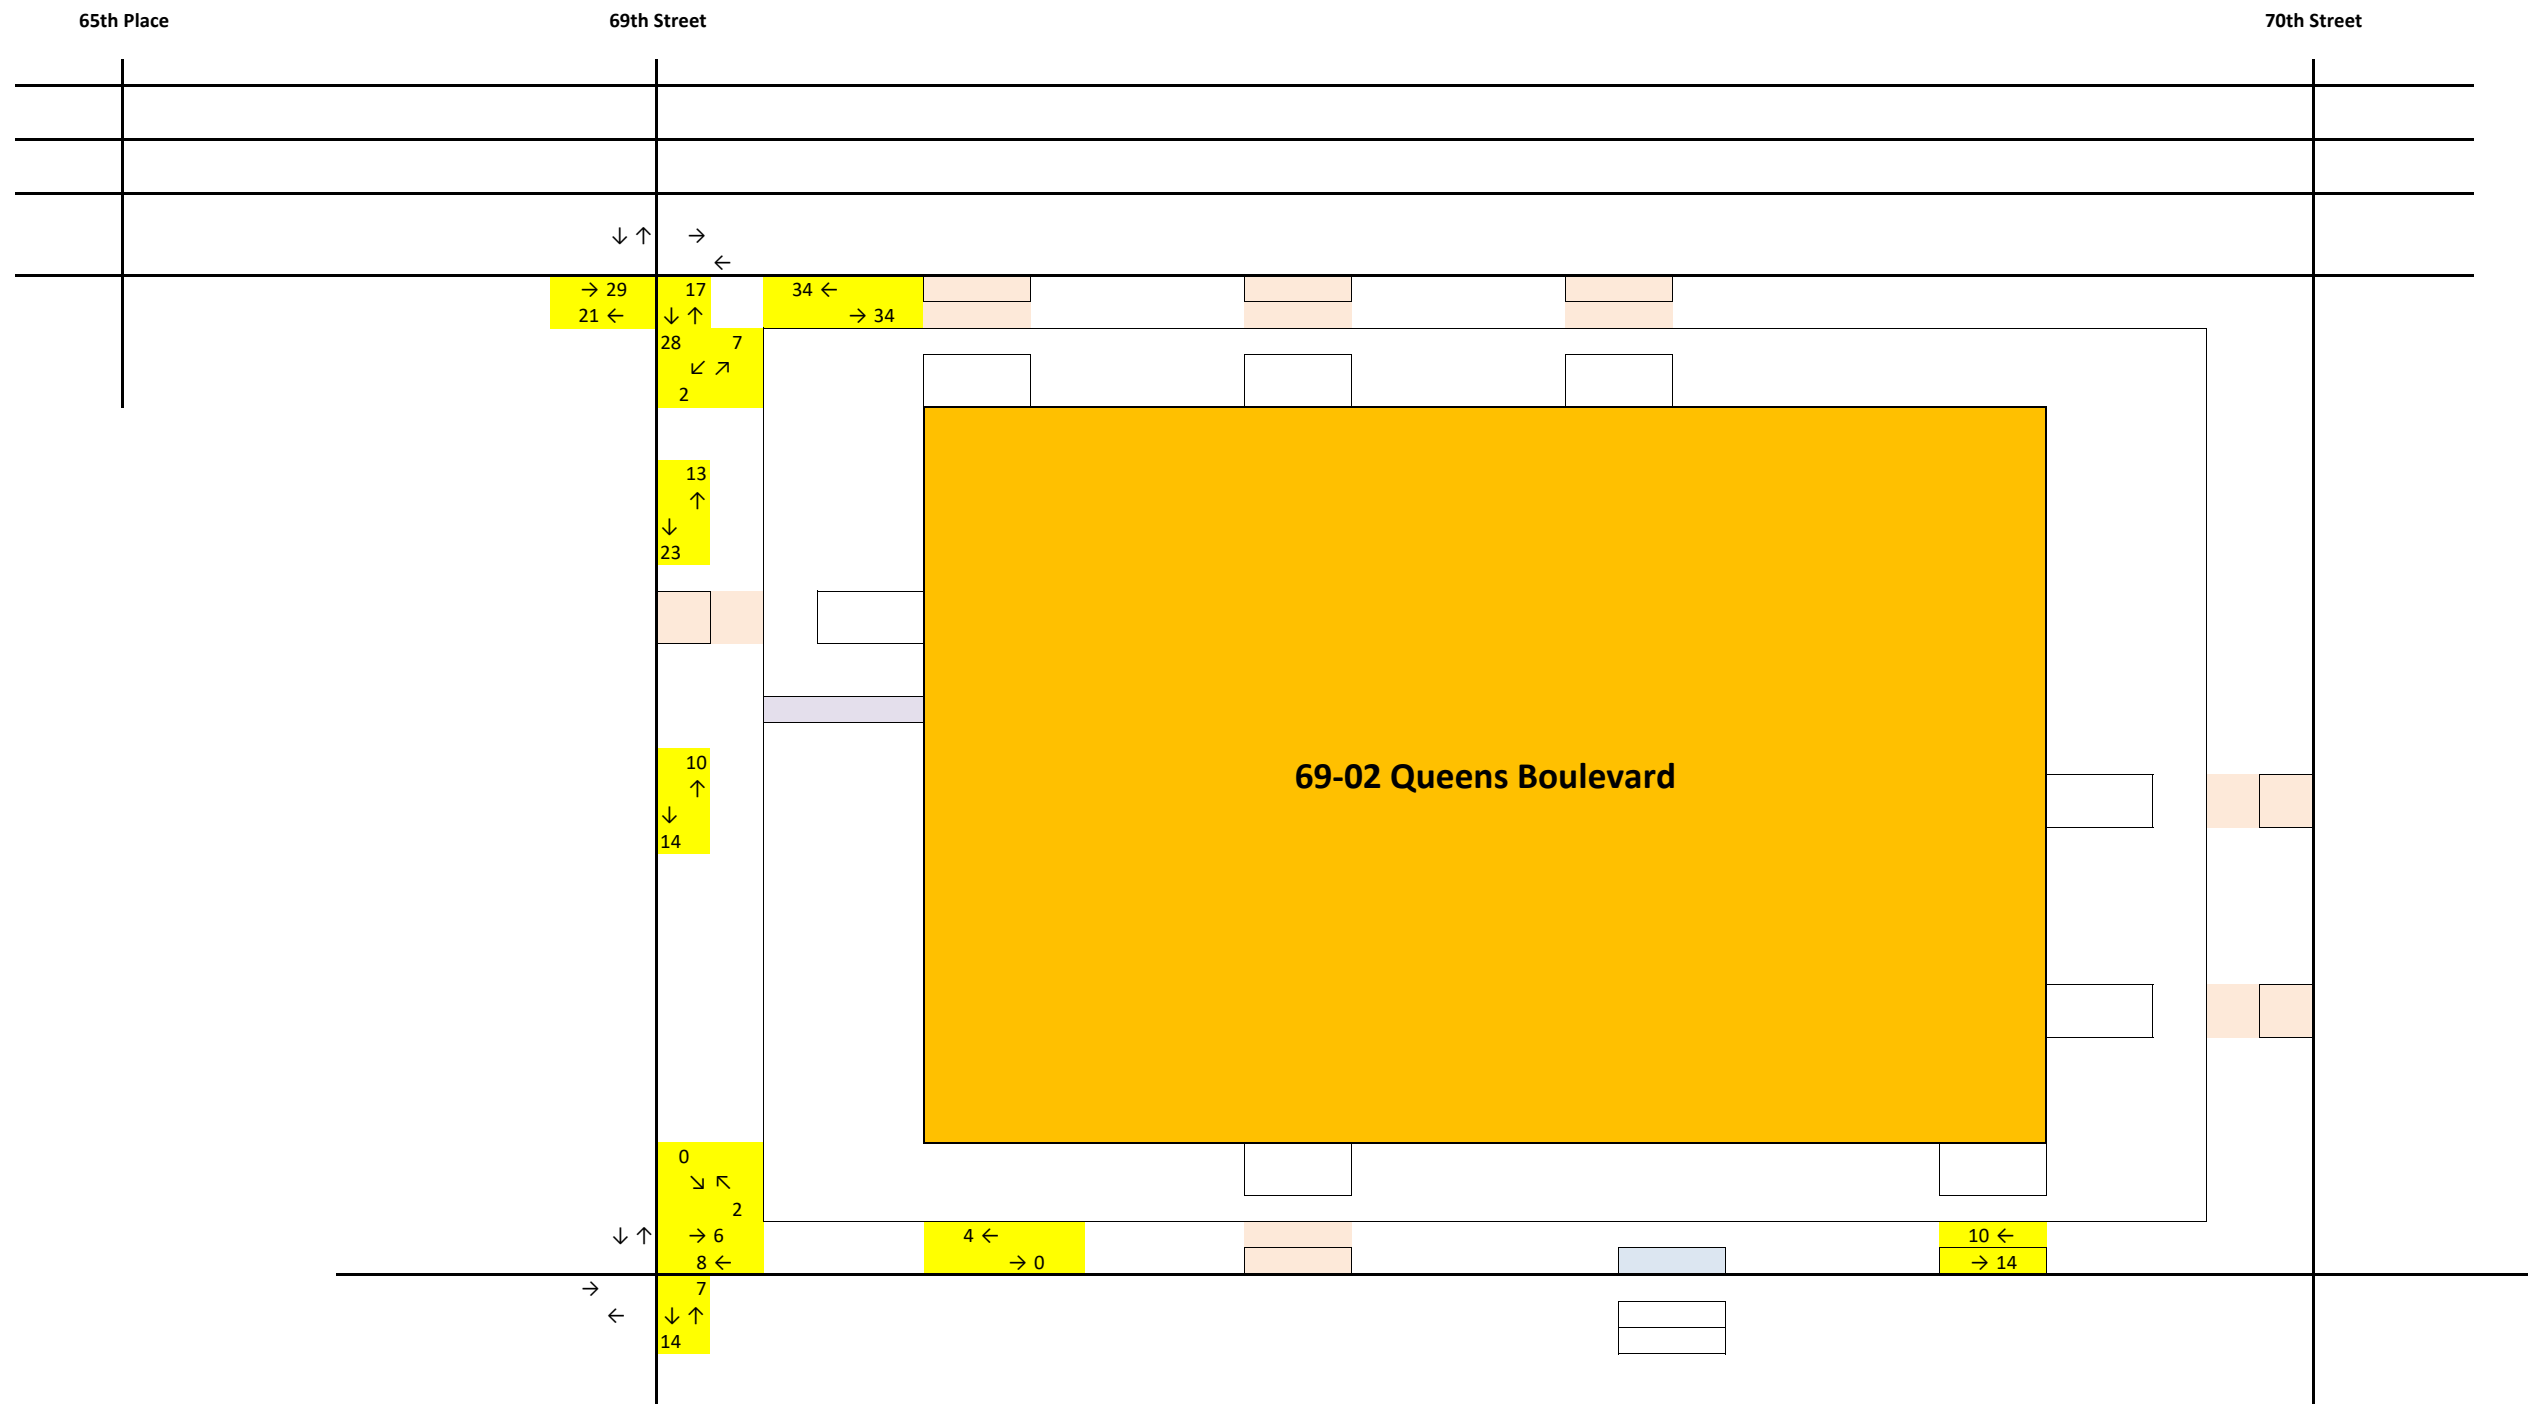 65th Place 69th Street 70th Street
↓ ↑ →
←
→ 29 17 34 ←
21 ← ↓ ↑ → 34
28 7
↙ ↗
2
13
↑
↓
23
10
69-02 Queens Boulevard
↑
↓
14
0
↘ ↖
2
↓ ↑ → 6 4 ← 10 ←
8 ← → 0 → 14
→ 7
← ↓ ↑
14